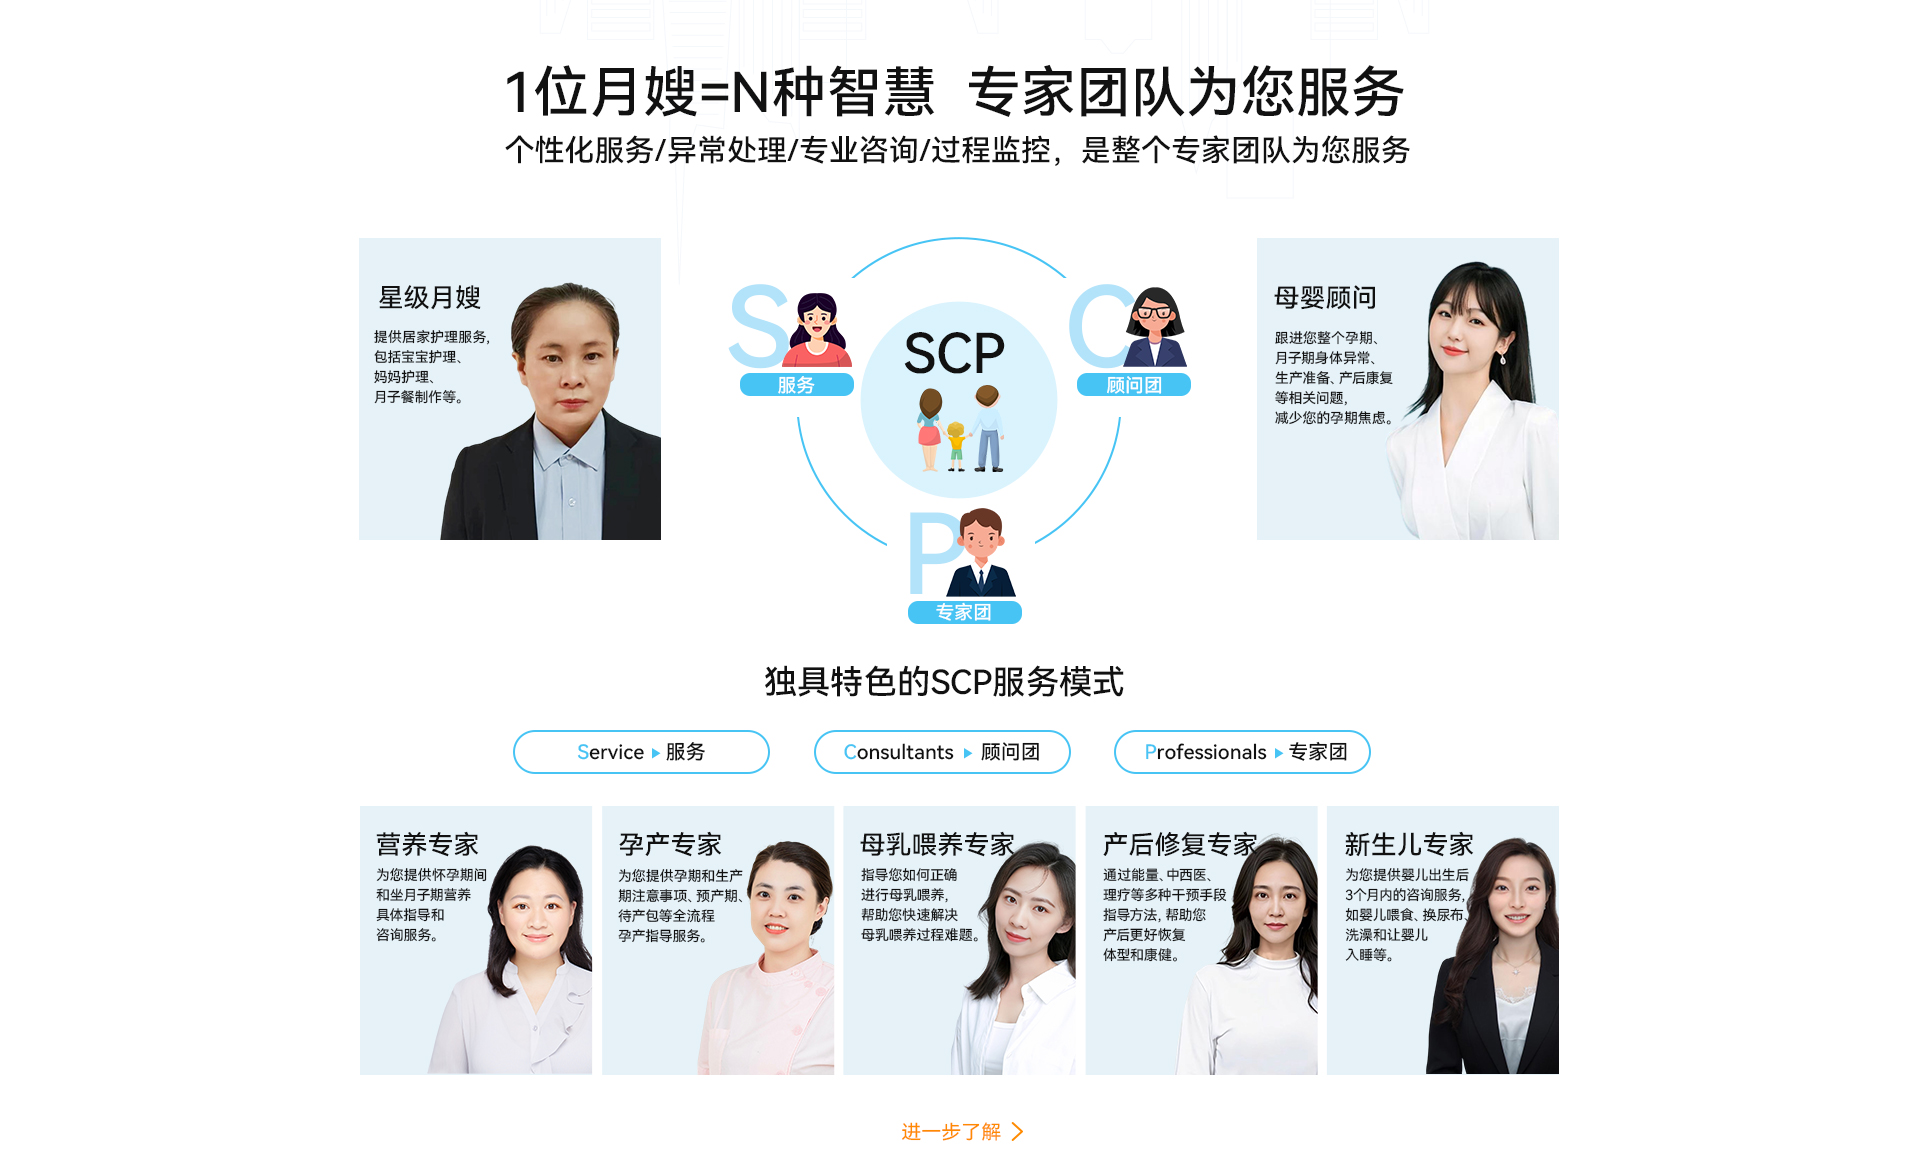 1位月嫂=N种智慧 专家团队为您服务
个性化服务/异常处理/专业咨询/过程监控，是整个专家团队为您服务
星级月嫂
提供居家护理服务，
包括宝宝护理、
妈妈护理、
月子餐制作等。
S
服务
SCP
C
顾问团
P
专家团
母婴顾问
跟进您整个孕期、
月子期身体异常、
生产准备、产后康复
等相关问题，
减少您的孕期焦虑。
独具特色的SCP服务模式
Service 服务
Consultants 顾问团
Professionals 专家团
营养专家
为您提供怀孕期间
和坐月子期营养
具体指导和
咨询服务。
孕产专家
为您提供孕期和生产
期注意事项、预产期、
待产包等全流程
孕产指导服务。
母乳喂养专家
指导您如何正确
进行母乳喂养，
帮助您快速解决
母乳喂养过程难题。
产后修复专家
通过能量、中西医、
理疗等多种干预手段
指导方法，帮助您
产后更好恢复
体型和康健。
新生儿专家
为您提供婴儿出生后
3个月内的咨询服务，
如婴儿喂食、换尿布、
洗澡和让婴儿
入睡等。
进一步了解